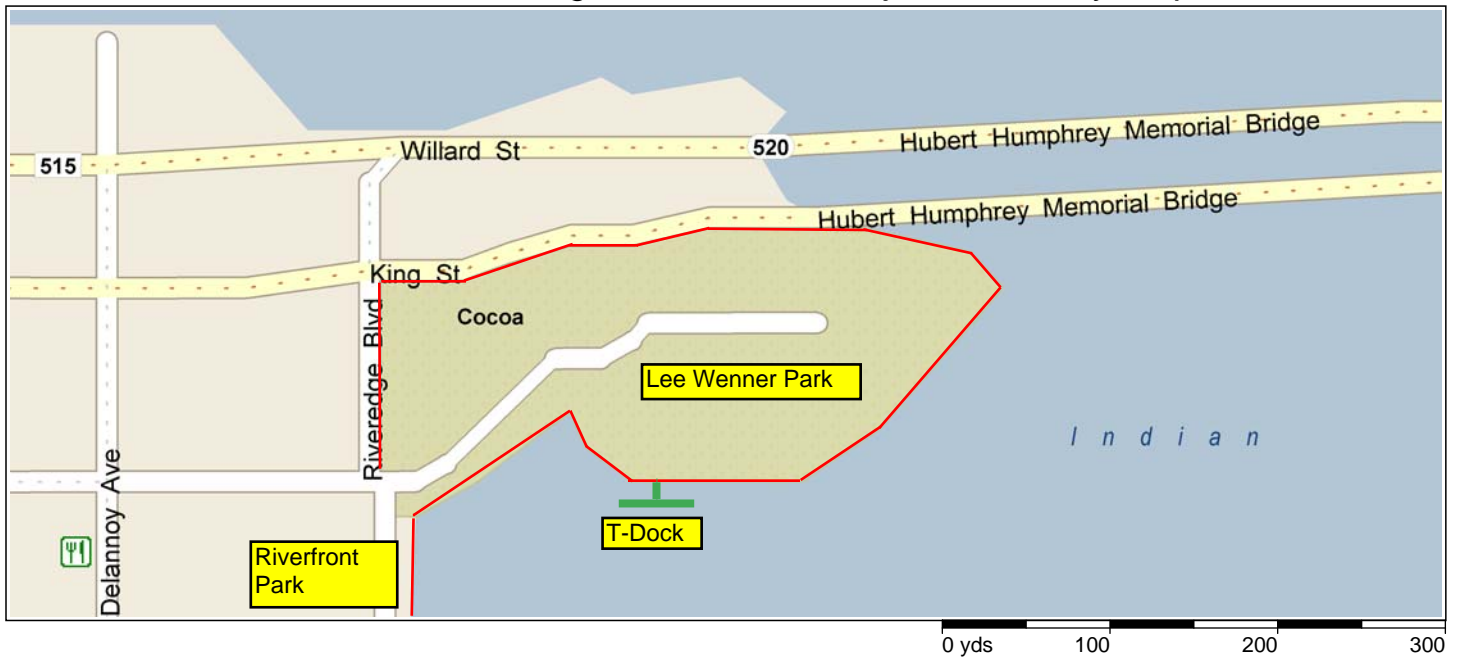 515
Willard St
520
Hubert Humphrey Memorial Bridge
Hubert Humphrey Memorial Bridge
King St
Riveredge Blvd
Cocoa
Lee Wenner Park
Indian
Delannoy Ave
T-Dock
Riverfront
Park
0 yds 100 200 300